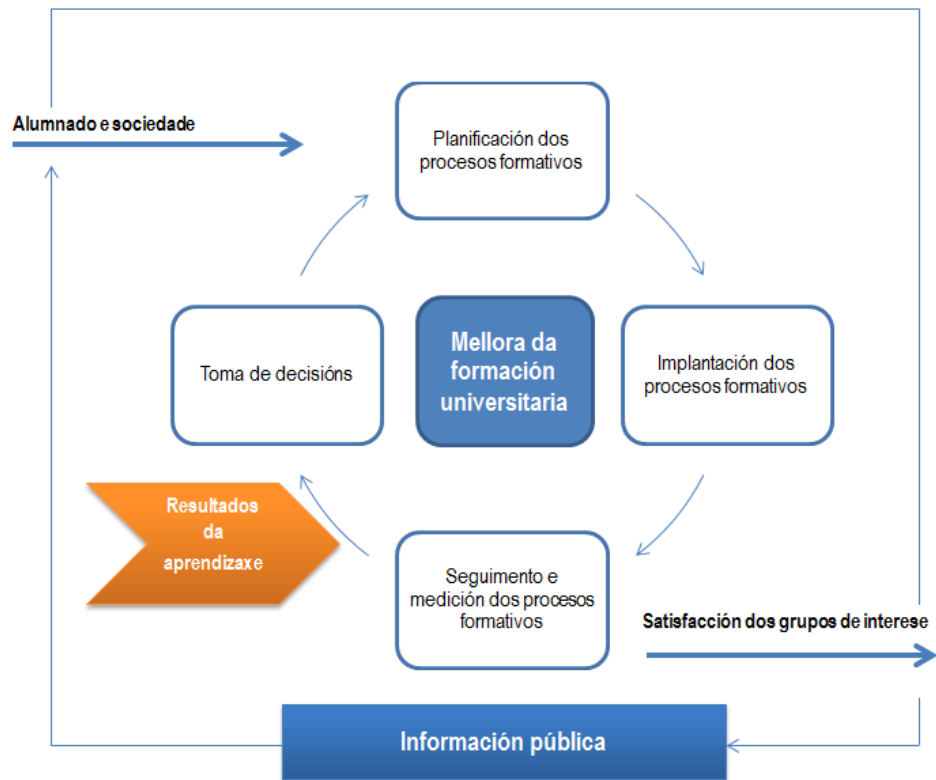 Alumnado e sociedade
Planificación dos
procesos formativos
Toma de decisións
Mellora da
formación
universitaria
Implantación dos
procesos formativos
Resultados
da
aprendizaxe
Seguimento e
medición dos procesos
formativos
Satisfacción dos grupos de interese
Información pública